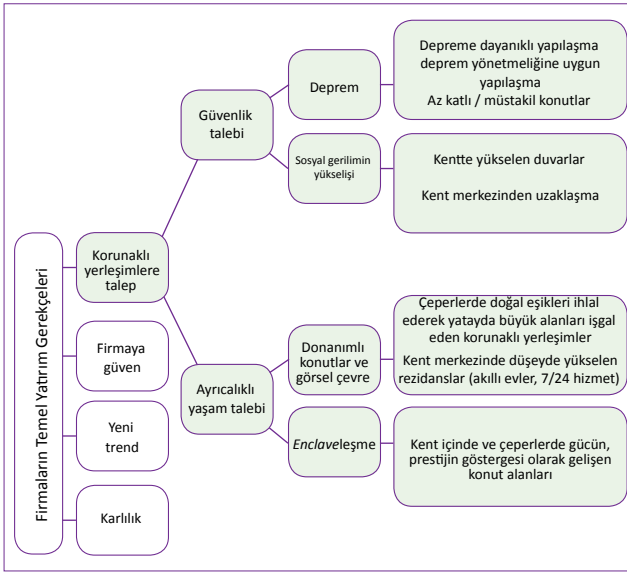 Firmaların Temel Yatırım Gerekçeleri
Korunaklı
yerleşimlere
talep
Firmaya
güven
Yeni
trend
Karlılık
Güvenlik
talebi
Ayrıcalıklı
yaşam talebi
Deprem
Sosyal gerilimin
yükselişi
Donanımlı
konutlar ve
görsel çevre
Enclaveleşme
Depreme dayanıklı yapılaşma
deprem yönetmeliğine uygun
yapılaşma
Az katlı / müstakil konutlar
Kentte yükselen duvarlar
Kent merkezinden uzaklaşma
Çeperlerde doğal eşikleri ihlal
ederek yatayda büyük alanları işgal
eden korunaklı yerleşimler
Kent merkezinde düşeyde yükselen
rezidanslar (akıllı evler, 7/24 hizmet)
Kent içinde ve çeperlerde gücün,
prestijin göstergesi olarak gelişen
konut alanları